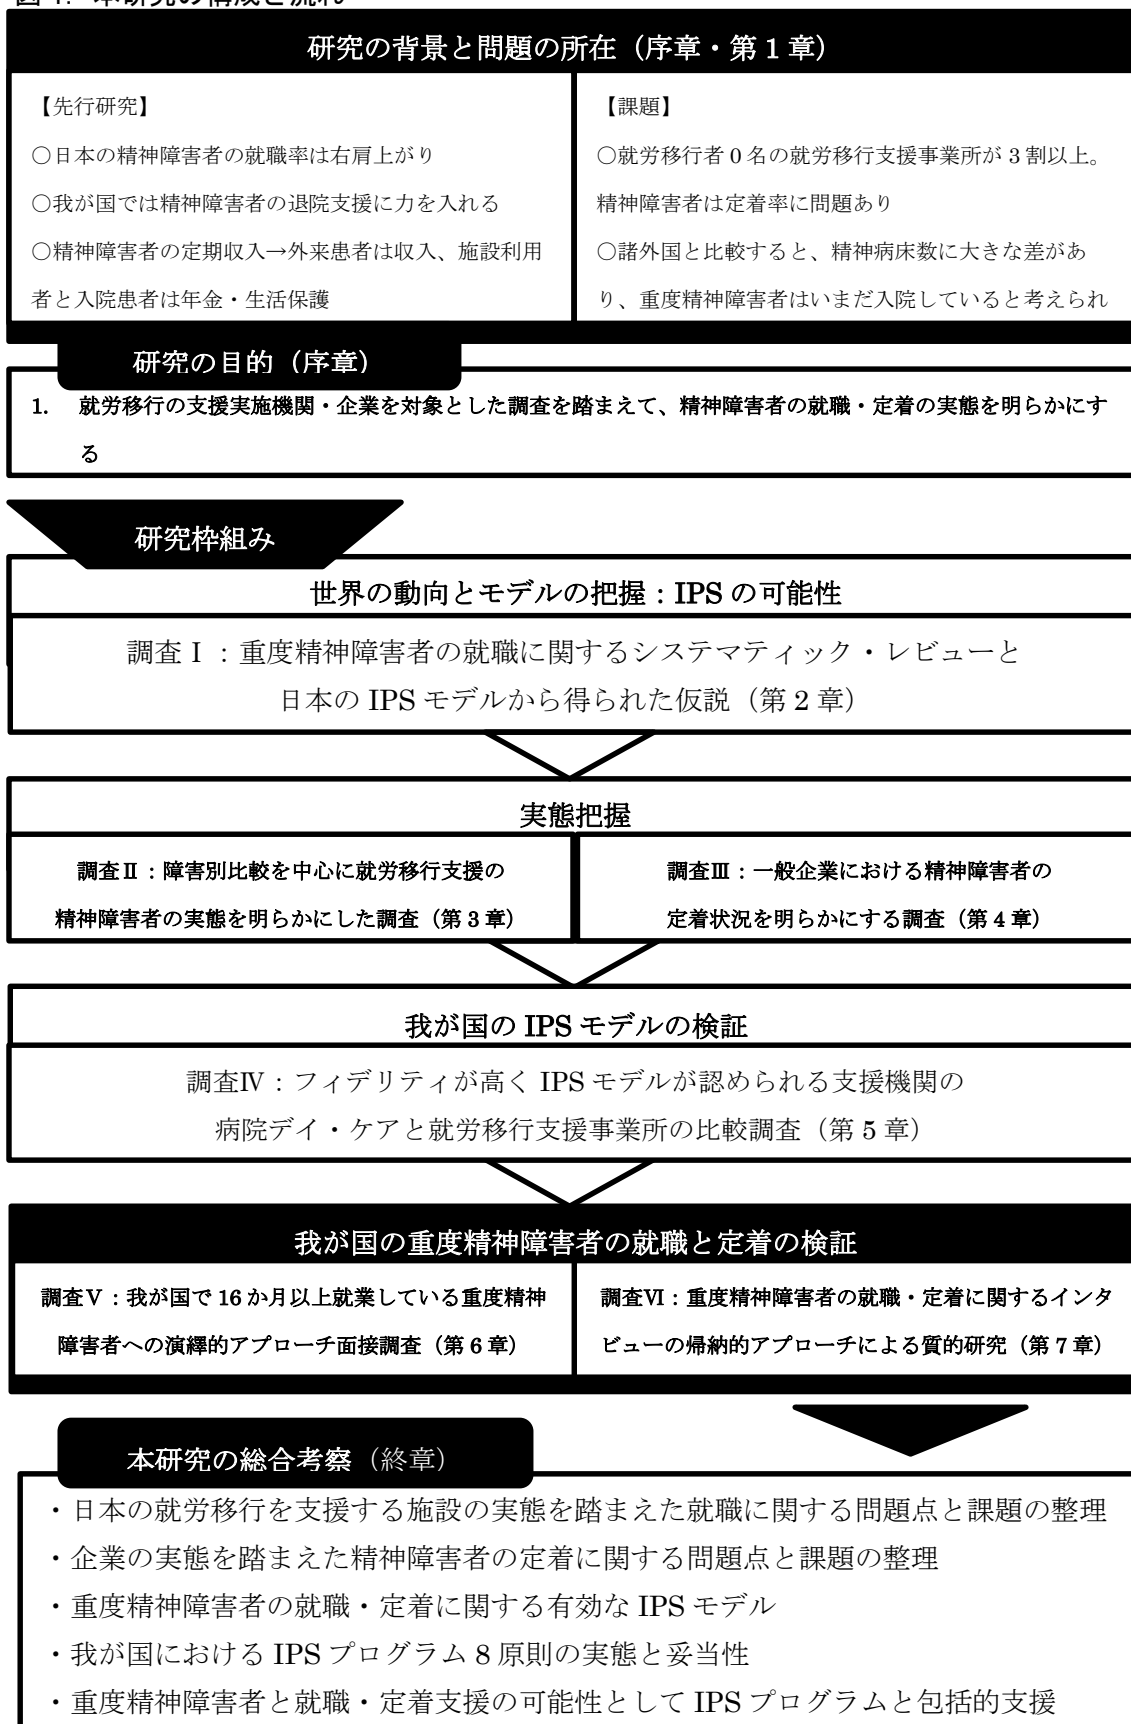 図 1. 本研究の構成と流れ
研究の背景と問題の所在（序章・第 1 章）
【先行研究】
○日本の精神障害者の就職率は右肩上がり
○我が国では精神障害者の退院支援に力を入れる
○精神障害者の定期収入→外来患者は収入、施設利用
者と入院患者は年金・生活保護
【課題】
○就労移行者 0 名の就労移行支援事業所が 3 割以上。
精神障害者は定着率に問題あり
○諸外国と比較すると、精神病床数に大きな差があ
り、重度精神障害者はいまだ入院していると考えられ
研究の目的（序章）
1. 就労移行の支援実施機関・企業を対象とした調査を踏まえて、精神障害者の就職・定着の実態を明らかにす
る
研究枠組み
世界の動向とモデルの把握：IPS の可能性
調査Ⅰ：重度精神障害者の就職に関するシステマティック・レビューと
日本の IPS モデルから得られた仮説（第 2 章）
実態把握
調査Ⅱ：障害別比較を中心に就労移行支援の
精神障害者の実態を明らかにした調査（第 3 章）
調査Ⅲ：一般企業における精神障害者の
定着状況を明らかにする調査（第 4 章）
我が国の IPS モデルの検証
調査Ⅳ：フィデリティが高く IPS モデルが認められる支援機関の
病院デイ・ケアと就労移行支援事業所の比較調査（第 5 章）
我が国の重度精神障害者の就職と定着の検証
調査Ⅴ：我が国で 16 か月以上就業している重度精神
障害者への演繹的アプローチ面接調査（第 6 章）
調査Ⅵ：重度精神障害者の就職・定着に関するインタ
ビューの帰納的アプローチによる質的研究（第 7 章）
本研究の総合考察（終章）
・日本の就労移行を支援する施設の実態を踏まえた就職に関する問題点と課題の整理
・企業の実態を踏まえた精神障害者の定着に関する問題点と課題の整理
・重度精神障害者の就職・定着に関する有効な IPS モデル
・我が国における IPS プログラム 8 原則の実態と妥当性
・重度精神障害者と就職・定着支援の可能性として IPS プログラムと包括的支援